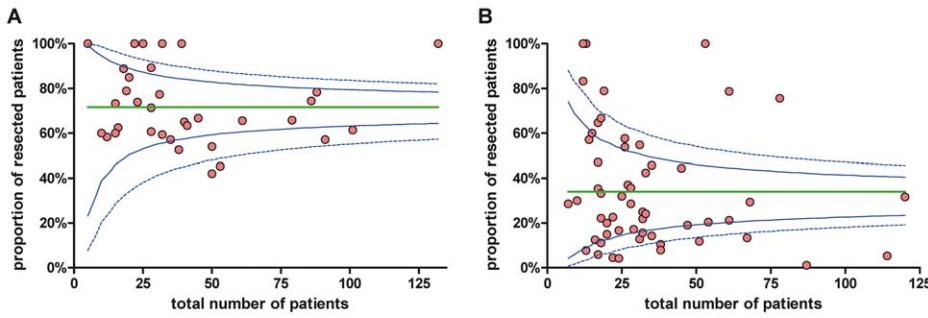 A
proportion of resected patients
100%
80%
60%
40%
20%
0%
0 25 50 75 100 125
total number of patients
B
proportion of resected patients
100%
80%
60%
40%
20%
0%
0 25 50 75 100 125
total number of patients